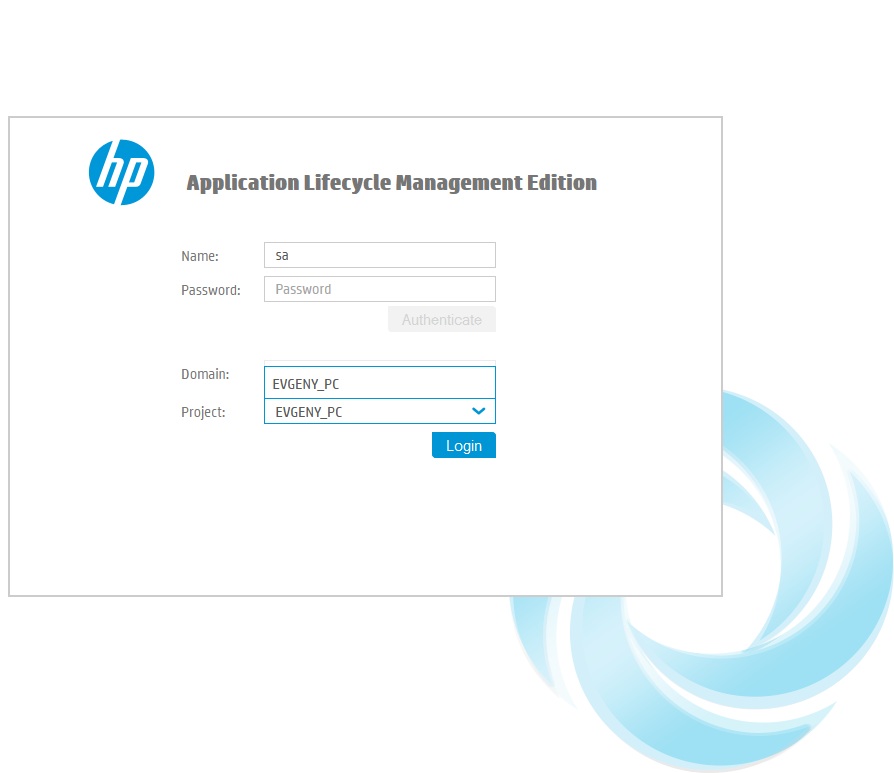 hp
Application Lifecycle Management Edition
Name: sa
Password: Password
Authenticate
Domain:
EVGENY_PC
Project: EVGENY_PC
Login